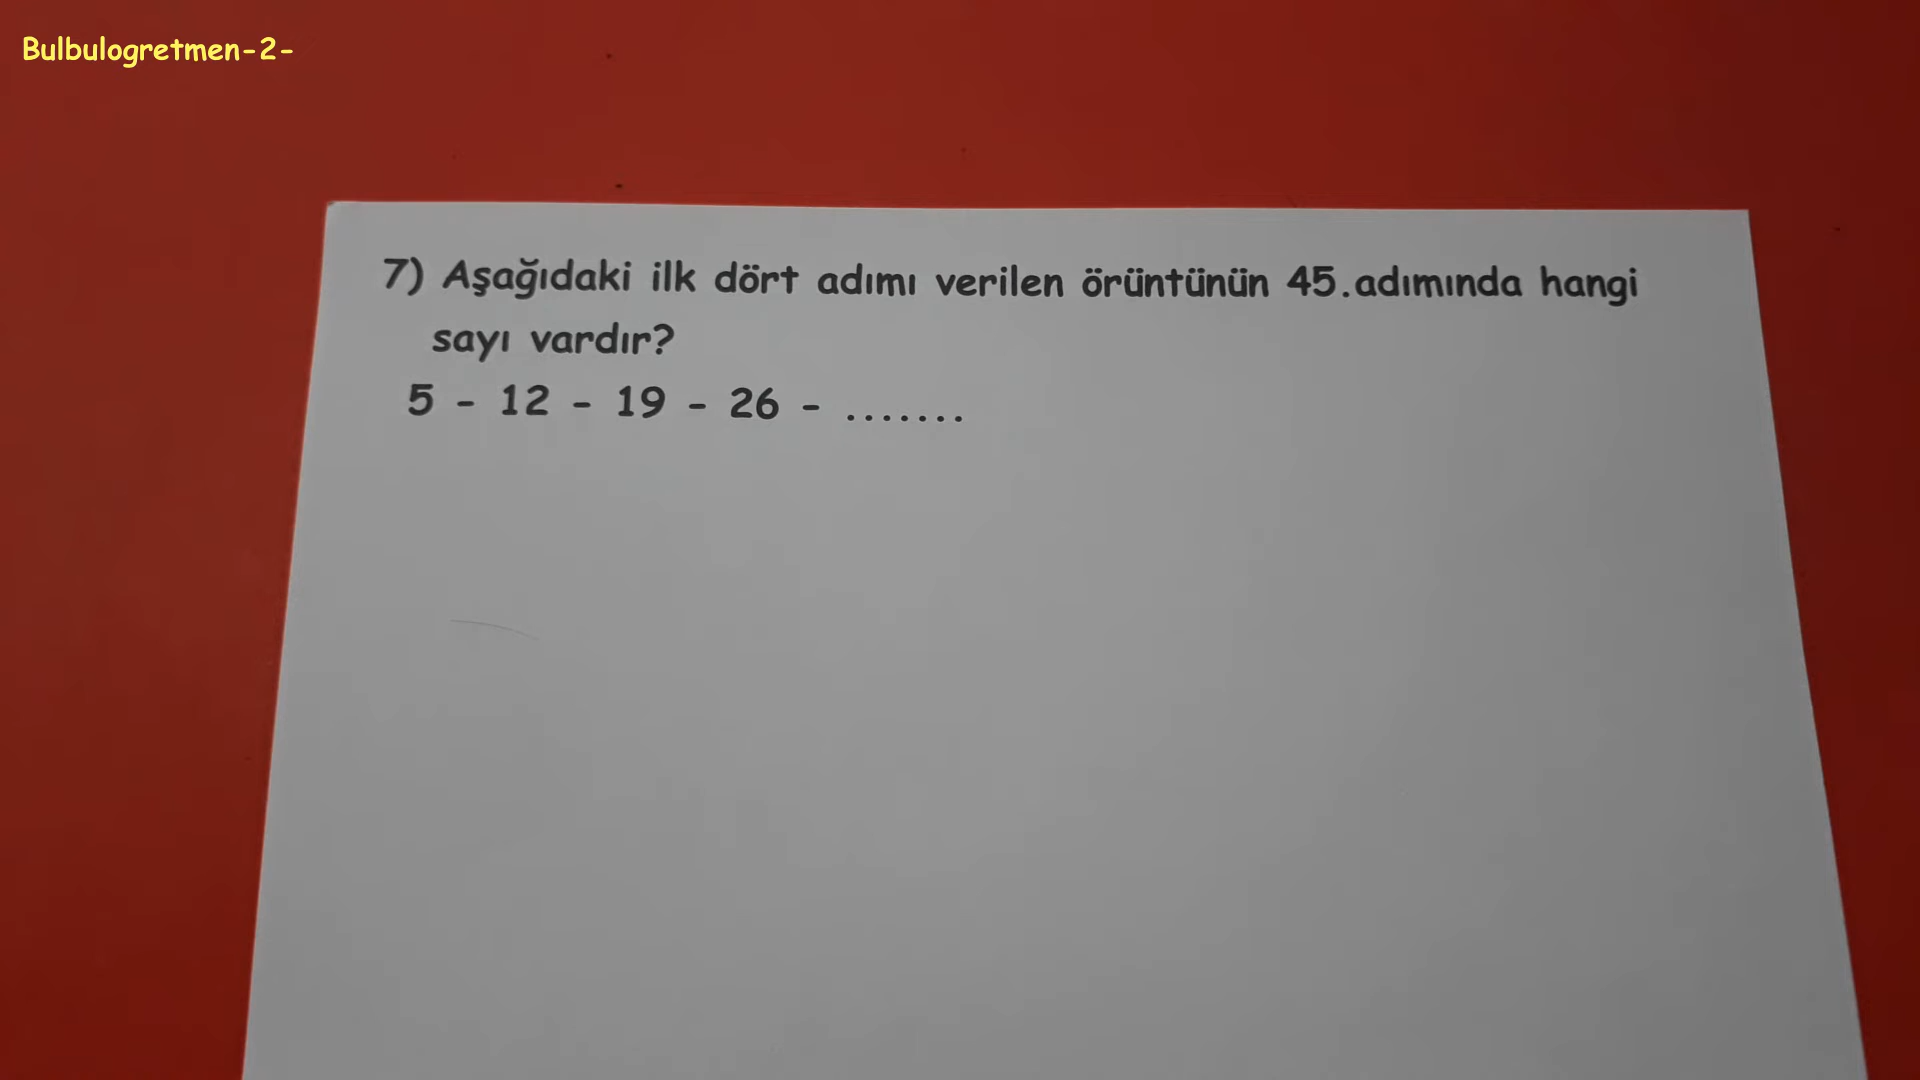 Bulbulogretmen-2-
7) Aşağıdaki ilk dört adımı verilen örüntünün 45.adımında hangi
sayı vardır?
5 - 12 - 19 - 26 - .......